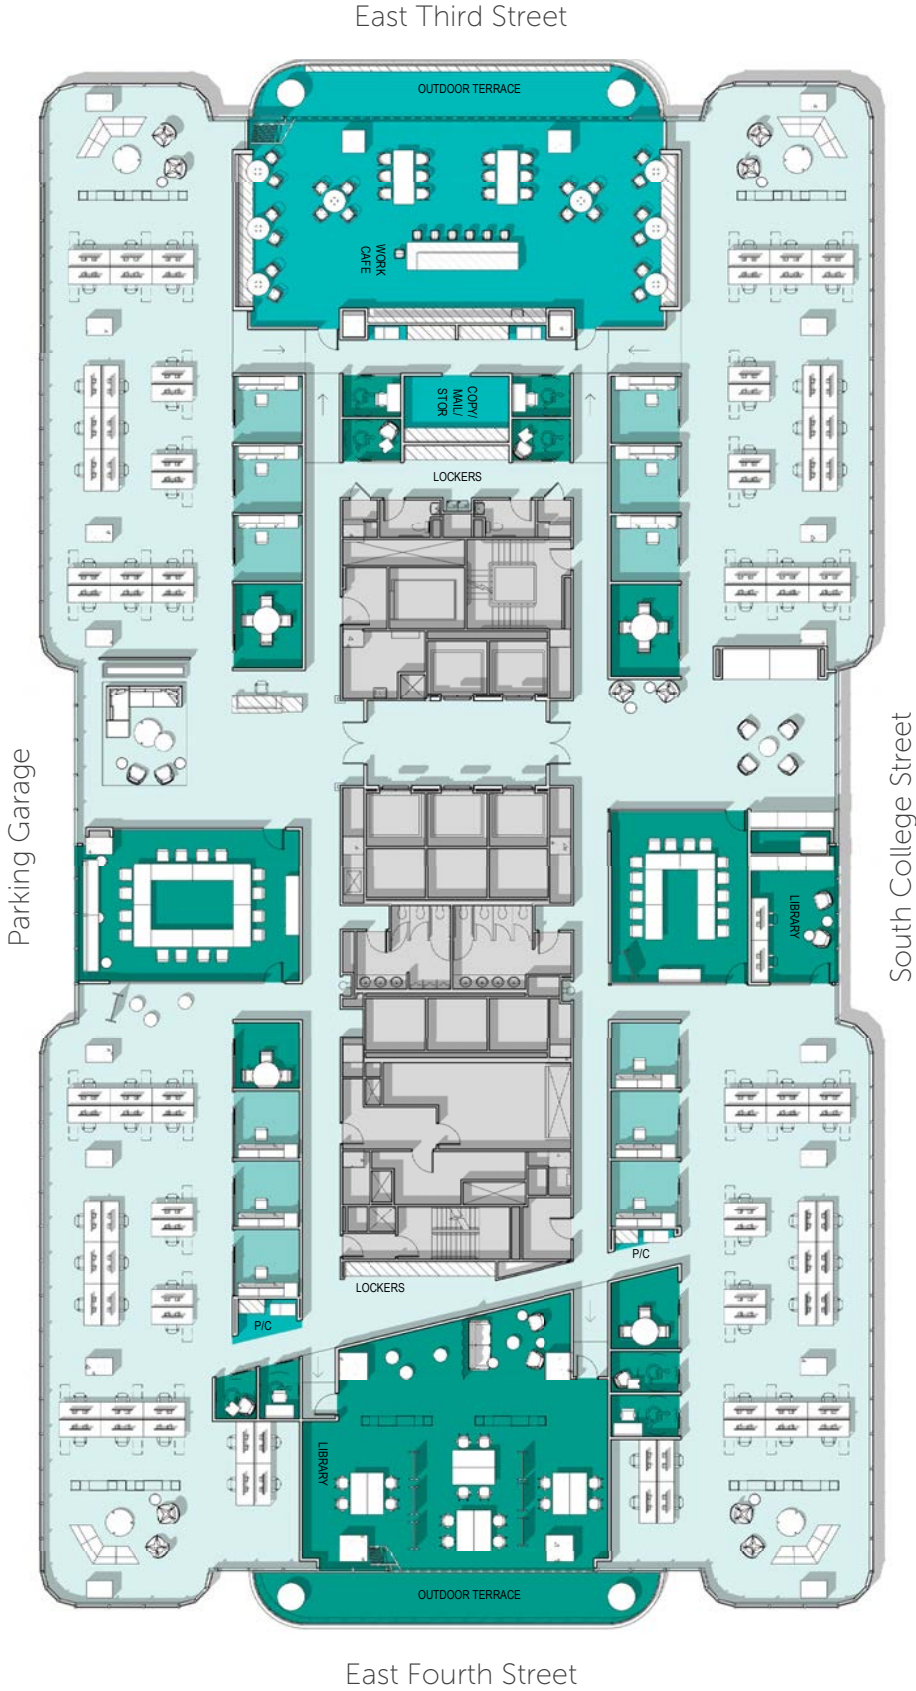 East Third Street
OUTDOOR TERRACE
WORK
CAFE
COPY/
MAIL/
STOR
LOCKERS
Parking Garage
South College Street
LIBRARY
P/C
LOCKERS
P/C
LIBRARY
OUTDOOR TERRACE
East Fourth Street